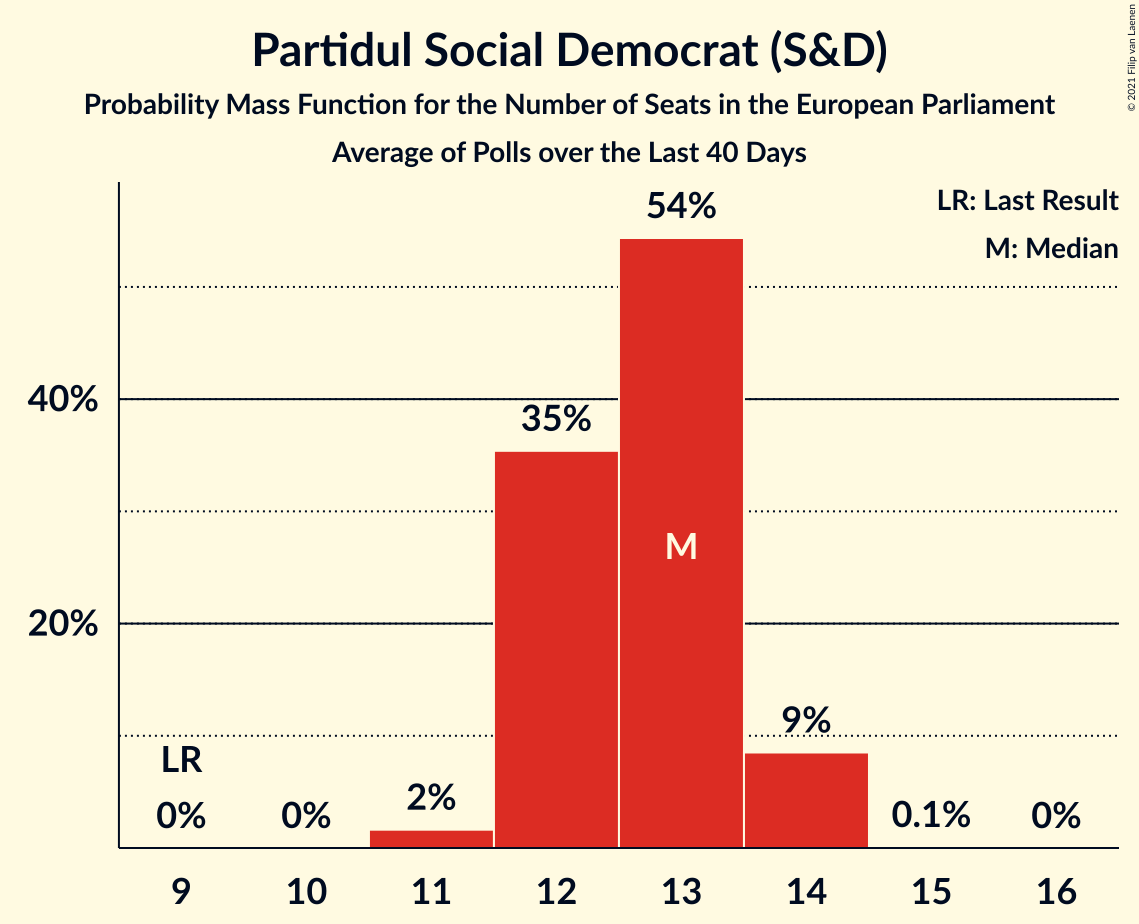 Partidul Social Democrat (S&D)
Probability Mass Function for the Number of Seats in the European Parliament
Average of Polls over the Last 40 Days
© 2021 Filip van Laenen
LR: Last Result
M: Median
54%
40%
35%
M
20%
9%
LR
2%
0%
0%
0.1%
0%
9
10
11
12
13
14
15
16